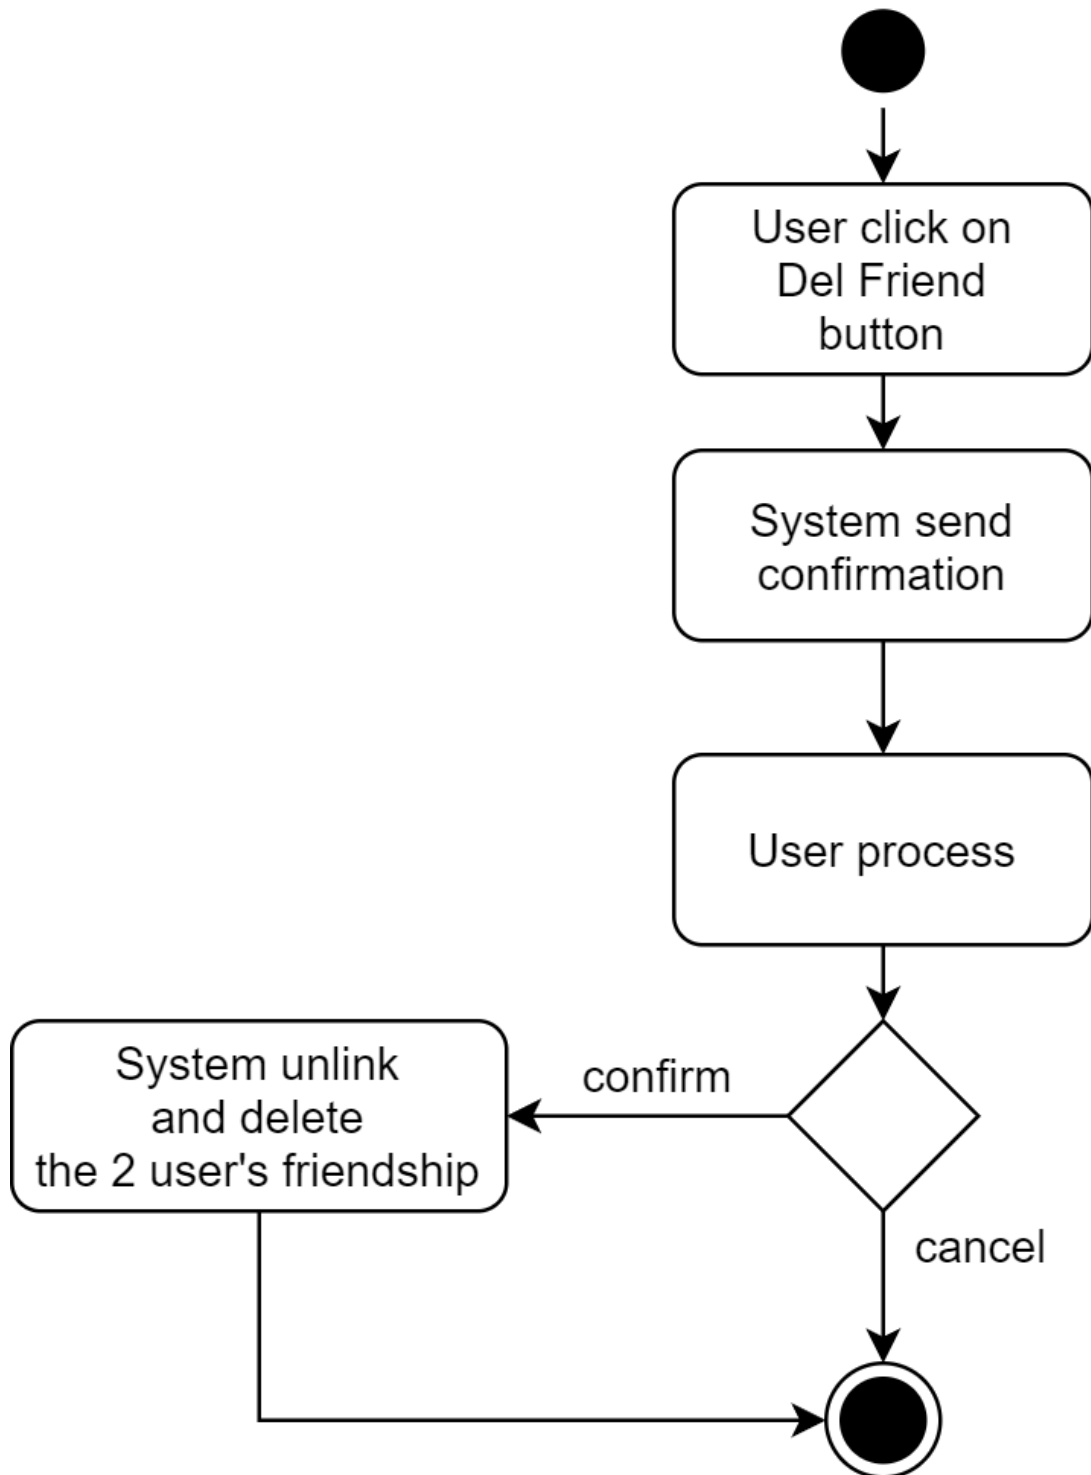 User click on
Del Friend
button
System send
confirmation
User process
confirm
System unlink
and delete
the 2 user's friendship
cancel